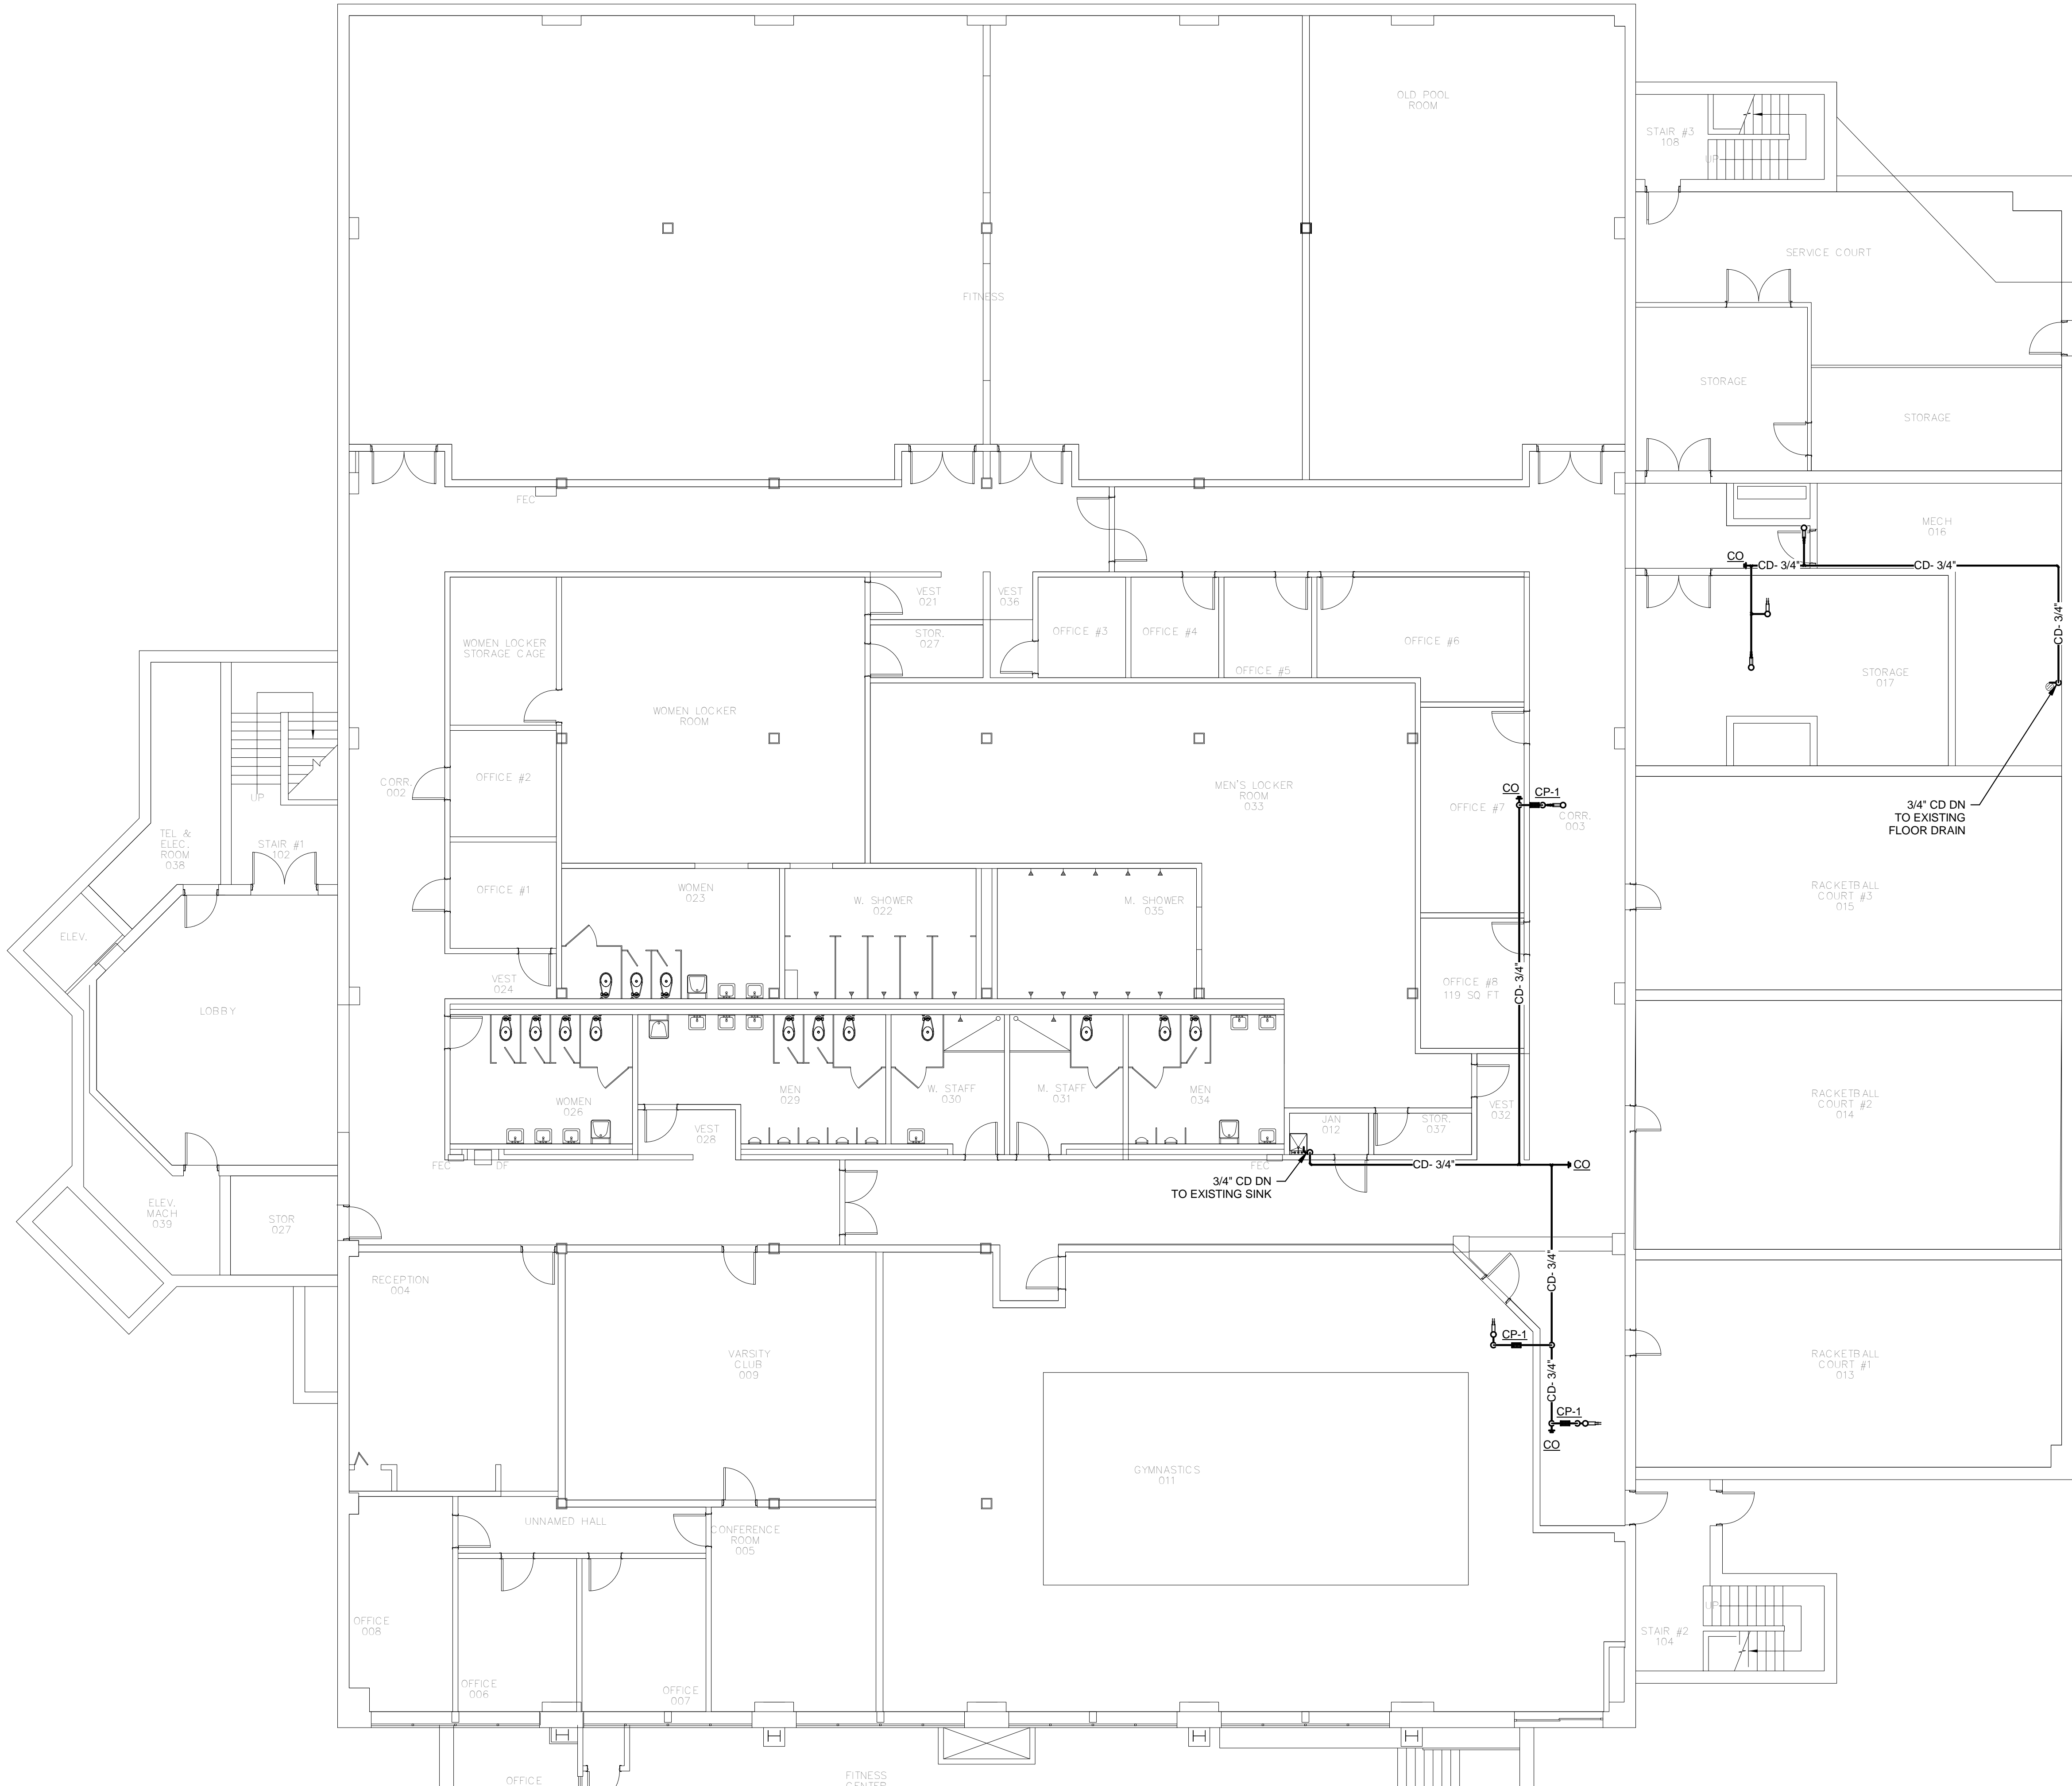 OLD POOL
ROOM
STAIR #3
108
UP
SERVICE COURT
FITNESS
STORAGE
STORAGE
FEC
MECH
016
CO
CD- 3/4"
CD- 3/4"
CD- 3/4"
VEST
021
VEST
036
STOR.
027
OFFICE #3
OFFICE #4
OFFICE #5
OFFICE #6
WOMEN LOCKER
STORAGE CAGE
STORAGE
017
WOMEN LOCKER
ROOM
OFFICE #2
CORR.
002
UP
MEN'S LOCKER
ROOM
033
CO
CP-1
OFFICE #7
CORR.
003
3/4" CD DN
TO EXISTING
FLOOR DRAIN
TEL &
ELEC.
ROOM
038
STAIR #1
102
OFFICE #1
WOMEN
023
W. SHOWER
022
M. SHOWER
035
RACKETBALL
COURT #3
015
ELEV.
VEST
024
OFFICE #8
119 SQ FT
CD- 3/4"
LOBBY
WOMEN
026
MEN
029
W. STAFF
030
M. STAFF
031
MEN
034
RACKETBALL
COURT #2
014
VEST
028
JAN
012
STOR.
037
VEST
032
FEC
DF
FEC
CD- 3/4"
CO
3/4" CD DN
TO EXISTING SINK
ELEV.
MACH
039
STOR
027
RECEPTION
004
CD- 3/4"
VARSITY
CLUB
009
CP-1
RACKETBALL
COURT #1
013
CD- 3/4"
CP-1
CO
GYMNASTICS
011
UNNAMED HALL
CONFERENCE
ROOM
005
OFFICE
008
UP
STAIR #2
104
OFFICE
006
OFFICE
007
OFFICE
FITNESS
CENTER